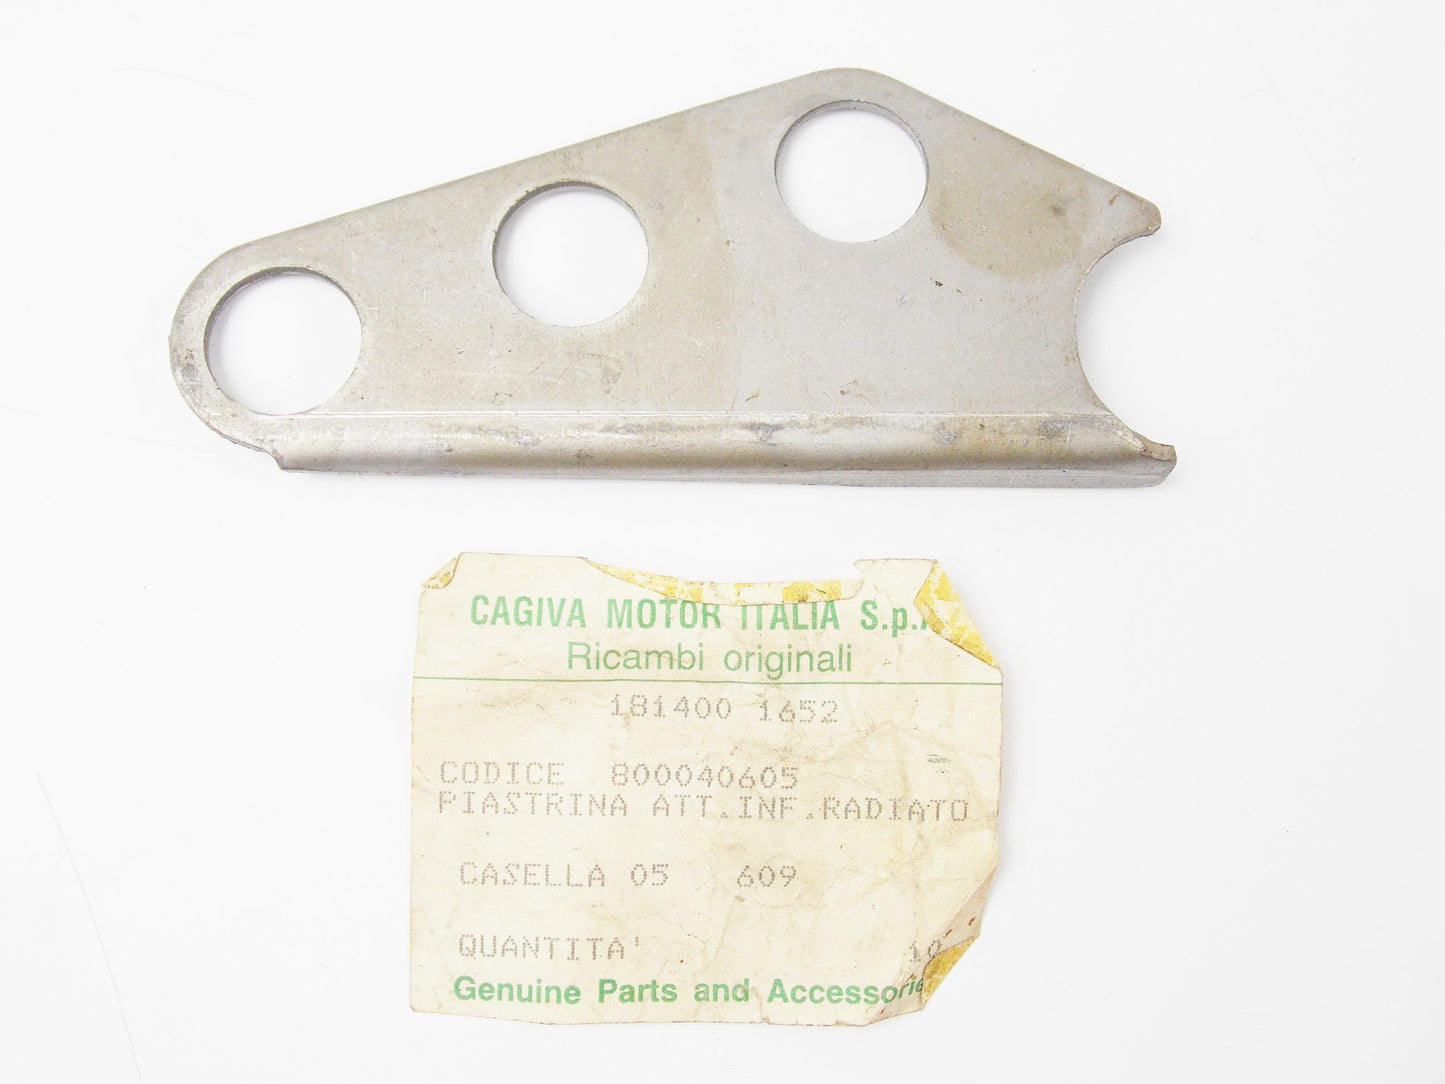 CAGIVA MOTOR ITALIA S.p.A
Ricambi originali
181400 1652
CODICE 800040605
PIASTRINA ATT.INF.RADIATO
CASELLA 05 609
QUANTITA' 10
Genuine Parts and Accessorie